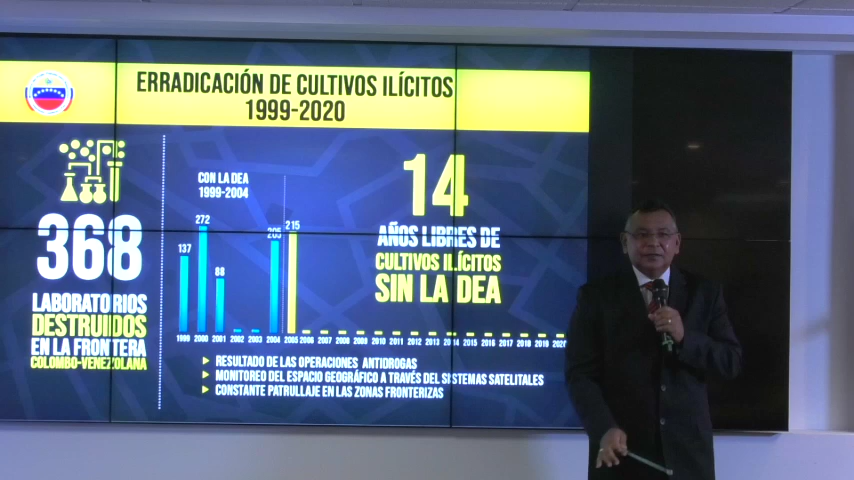 ERRADICACIÓN DE CULTIVOS ILÍCITOS
1999-2020
368
LABORATORIOS
DESTRUIDOS
EN LA FRONTERA
COLOMBO-VENEZOLANA
CON LA DEA
1999-2004
137
272
88
205
215
1999 2000 2001 2002 2003 2004 2005 2006 2007 2008 2009 2010 2011 2012 2013 2014 2015 2016 2017 2018 2019 2020
14
AÑOS LIBRES DE
CULTIVOS ILÍCITOS
SIN LA DEA
RESULTADO DE LAS OPERACIONES ANTIDROGAS
MONITOREO DEL ESPACIO GEOGRÁFICO A TRAVÉS DEL SISTEMAS SATELITALES
CONSTANTE PATRULLAJE EN LAS ZONAS FRONTERIZAS